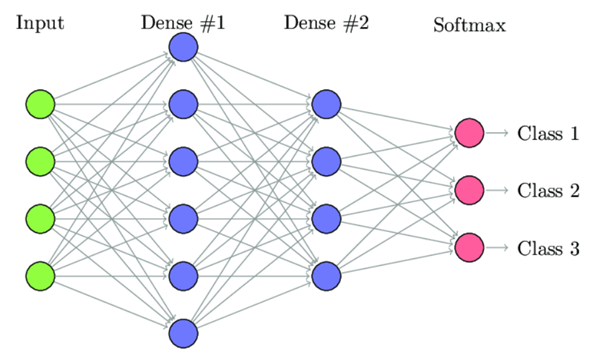 Input
Dense #1
Dense #2
Softmax
Class 1
Class 2
Class 3